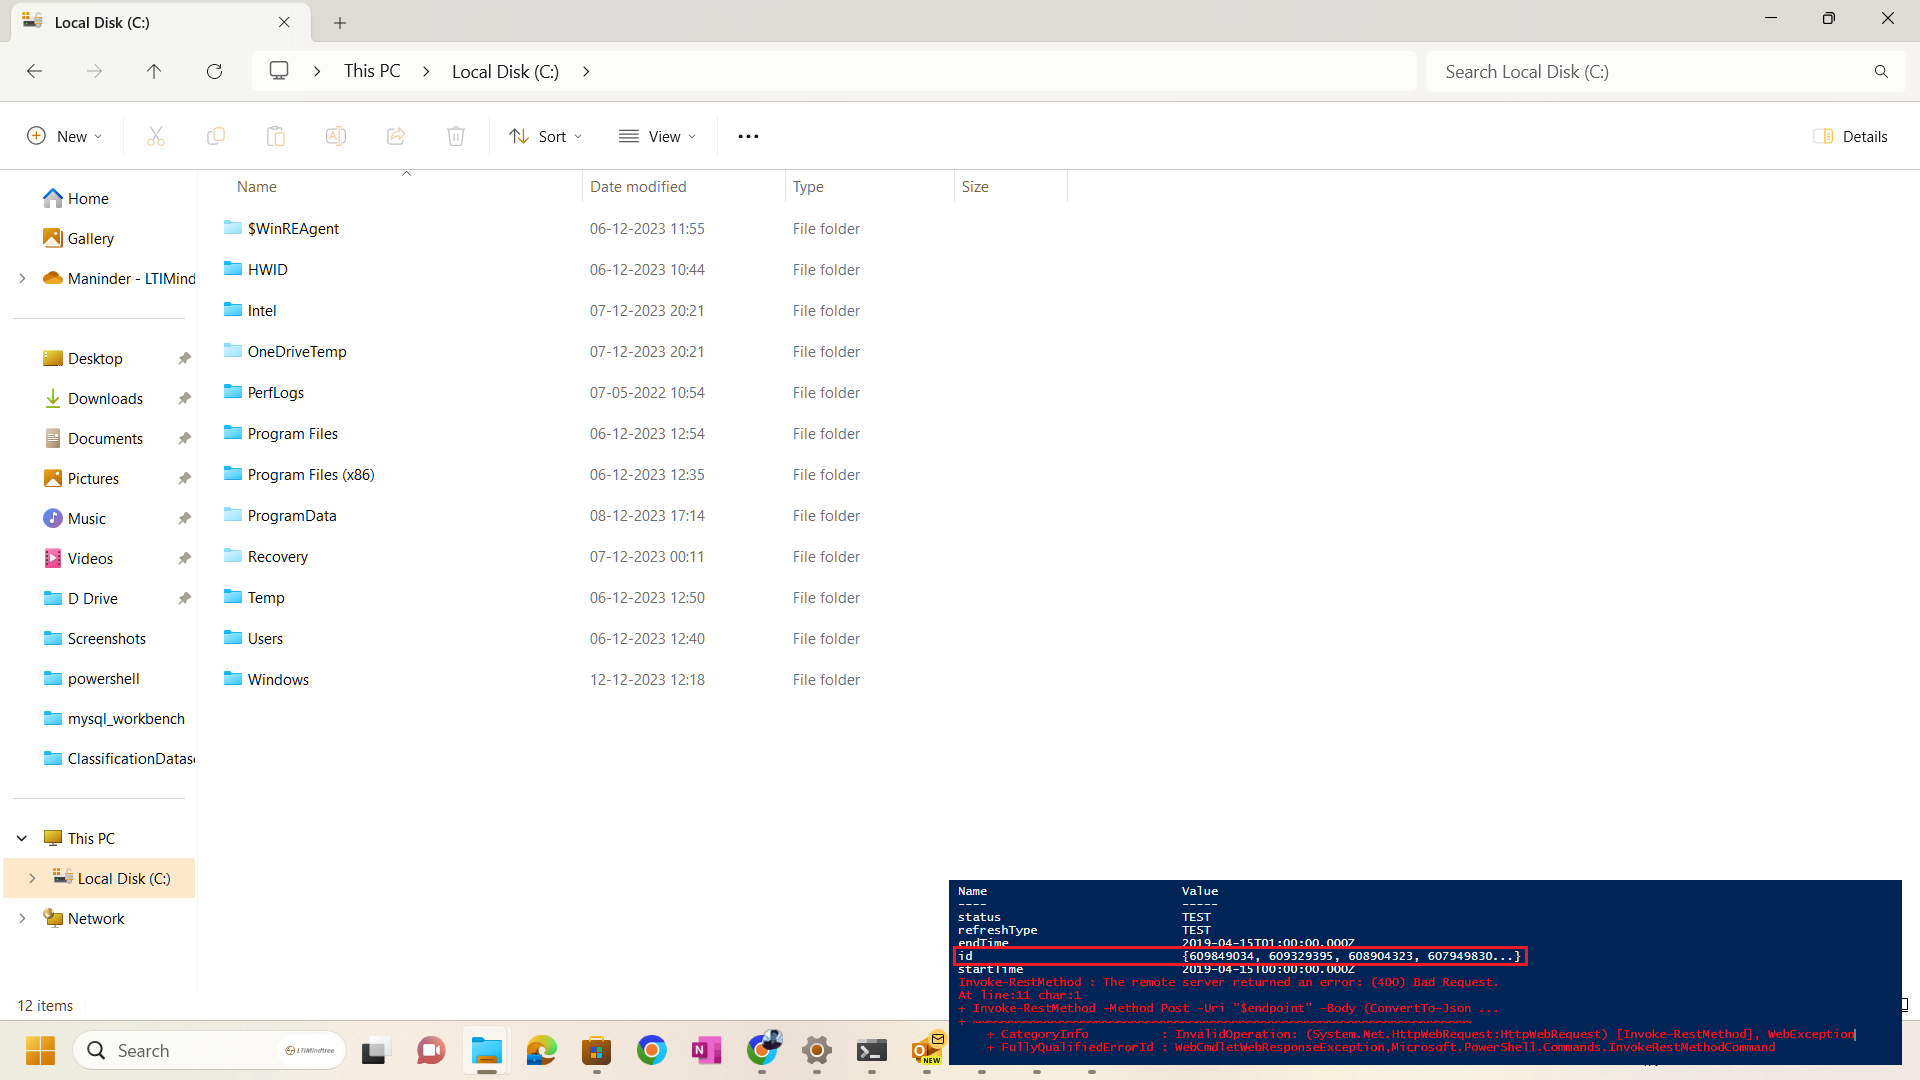 Local Disk (C:)
This PC > Local Disk (C:) >
Search Local Disk (C:)
New
Sort
View
Details
Name Date modified Type Size
$WinREAgent 06-12-2023 11:55 File folder
HWID 06-12-2023 10:44 File folder
Intel 07-12-2023 20:21 File folder
OneDriveTemp 07-12-2023 20:21 File folder
PerfLogs 07-05-2022 10:54 File folder
Program Files 06-12-2023 12:54 File folder
Program Files (x86) 06-12-2023 12:35 File folder
ProgramData 08-12-2023 17:14 File folder
Recovery 07-12-2023 00:11 File folder
Temp 06-12-2023 12:50 File folder
Users 06-12-2023 12:40 File folder
Windows 12-12-2023 12:18 File folder
Home
Gallery
Maninder - LTIMind
Desktop
Downloads
Documents
Pictures
Music
Videos
D Drive
Screenshots
powershell
mysql_workbench
ClassificationDatas
This PC
Local Disk (C:)
Network
12 items
Name Value
---- -----
status TEST
refreshType TEST
endTime 2019-04-15T01:00:00.000Z
id {609849034, 609329395, 608904323, 607949830...}
startTime 2019-04-15T00:00:00.000Z
Invoke-RestMethod : The remote server returned an error: (400) Bad Request.
At line:11 char:1
+ Invoke-RestMethod -Method Post -Uri "$endpoint" -Body (ConvertTo-Json ...
+ ~~~~~~~~~~~~~~~~~~~~~~~~~~~~~~~~~~~~~~~~~~~~~~~~~~~~~~~~~~~~~~~~~~~~~
+ CategoryInfo : InvalidOperation: (System.Net.HttpWebRequest:HttpWebRequest) [Invoke-RestMethod], WebException
+ FullyQualifiedErrorId : WebCmdletWebResponseException,Microsoft.PowerShell.Commands.InvokeRestMethodCommand
Search
LTIMindtree
NEW